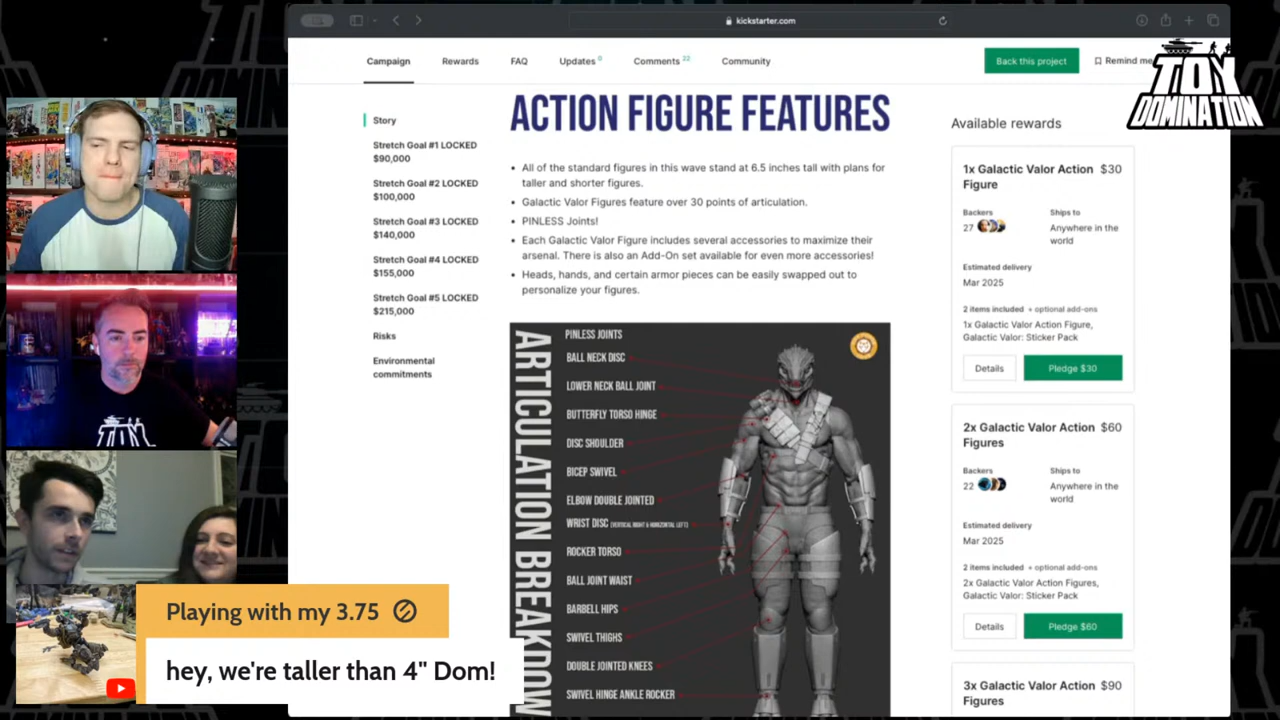 kickstarter.com
Campaign
Rewards
FAQ
Updates 0
Comments 22
Community
Back this project
Remind me
TOY
DOMINATION
Story
Stretch Goal #1 LOCKED
$90,000
Stretch Goal #2 LOCKED
$100,000
Stretch Goal #3 LOCKED
$140,000
Stretch Goal #4 LOCKED
$155,000
Stretch Goal #5 LOCKED
$215,000
Risks
Environmental
commitments
ACTION FIGURE FEATURES
All of the standard figures in this wave stand at 6.5 inches tall with plans for
taller and shorter figures.
Galactic Valor Figures feature over 30 points of articulation.
PINLESS Joints!
Each Galactic Valor Figure includes several accessories to maximize their
arsenal. There is also an Add-On set available for even more accessories!
Heads, hands, and certain armor pieces can be easily swapped out to
personalize your figures.
ARTICULATION BREAKDOW
PINLESS JOINTS
BALL NECK DISC
LOWER NECK BALL JOINT
BUTTERFLY TORSO HINGE
DISC SHOULDER
BICEP SWIVEL
ELBOW DOUBLE JOINTED
WRIST DISC (VERTICAL RIGHT & HORIZONTAL LEFT)
ROCKER TORSO
BALL JOINT WAIST
BARBELL HIPS
SWIVEL THIGHS
DOUBLE JOINTED KNEES
SWIVEL HINGE ANKLE ROCKER
Available rewards
1x Galactic Valor Action $30
Figure
Backers
27
Ships to
Anywhere in the
world
Estimated delivery
Mar 2025
2 items included + optional add-ons
1x Galactic Valor Action Figure,
Galactic Valor: Sticker Pack
Details
Pledge $30
2x Galactic Valor Action $60
Figures
Backers
22
Ships to
Anywhere in the
world
Estimated delivery
Mar 2025
2 items included + optional add-ons
2x Galactic Valor Action Figures,
Galactic Valor: Sticker Pack
Details
Pledge $60
3x Galactic Valor Action $90
Figures
Playing with my 3.75
hey, we're taller than 4" Dom!